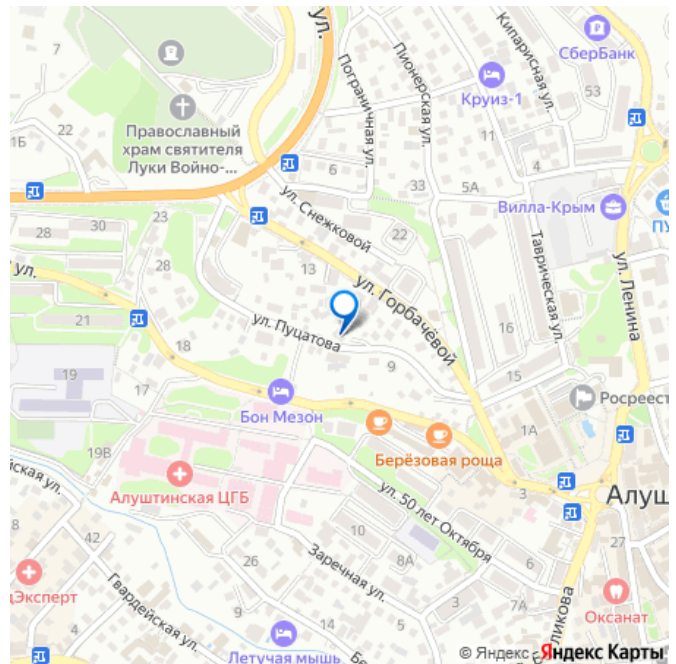 ул.
7
СберБанк
Кипарисная ул.
Пионерская ул.
Пограничная ул.
Круиз-1
53
Православный
храм святителя
Луки Войно-...
22
1Б
11
4
6
33
5А
Вилла-Крым
ПУ
23
ул. Снежковой
22
28
30
13
Таврическая ул.
ул. Ленина
ул.
ул. Горбачёвой
21
ул. Пуцатова
16
18
9
15
19
17
Бон Мезон
Росреест
1А
Берёзовая роща
19В
Алуштинская ЦГБ
3
Алуш
ул. 50 лет Октября
42
10
26
8А
6
Заречная ул.
Гвардейская ул.
дЭксперт
9
14
3
7А
Оксанат
5
Летучая мышь
© Яндекс
Яндекс Карты